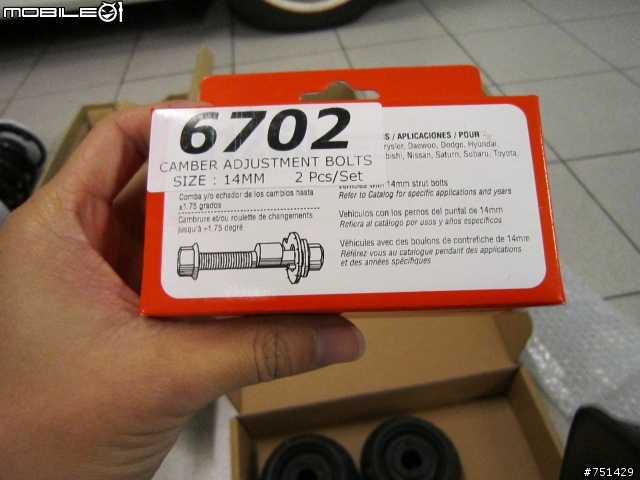 MOBILE01
6702
CAMBER ADJUSTMENT BOLTS
SIZE : 14MM 2 Pcs/Set
/ APLICACIONES / POUR
Daewoo, Dodge, Hyundai,
Nissan, Saturn, Subaru, Toyota,
Vehicles with 14mm strut bolts
Refer to Catalog for specific applications and years
Comba y/o echador de los cambios hasta
±1.75 grados
Vehiculos con los pernos del puntal de 14mm
Refiera al catálogo por usos y años específicos
Cambrure et/ou roulette de changements
jusqu'à ±1.75 degré
Véhicules avec des boulons de contrefiche de 14mm
Référez-vous au catalogue pendant des applications
et des années spécifiques
#751429